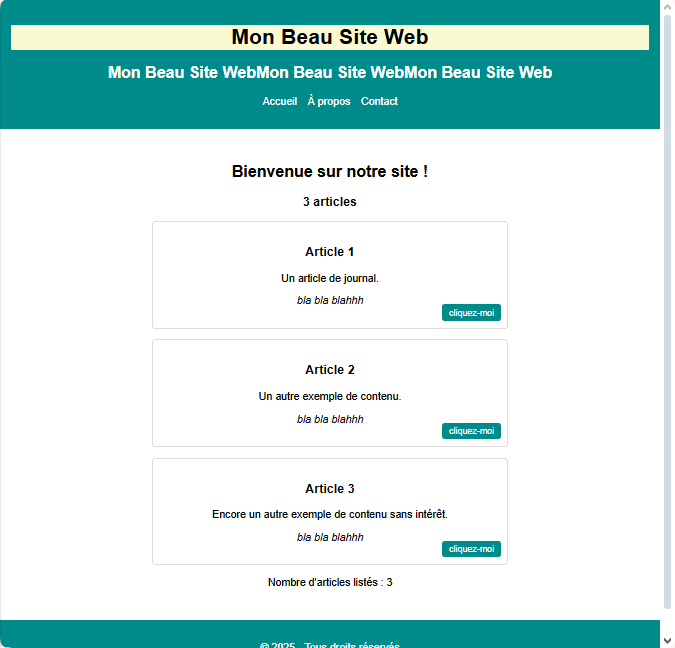 Mon Beau Site Web
Mon Beau Site WebMon Beau Site WebMon Beau Site Web
Accueil À propos Contact
Bienvenue sur notre site !
3 articles
Article 1
Un article de journal.
bla bla blahhh
cliquez-moi
Article 2
Un autre exemple de contenu.
bla bla blahhh
cliquez-moi
Article 3
Encore un autre exemple de contenu sans intérêt.
bla bla blahhh
cliquez-moi
Nombre d'articles listés : 3
© 2025 - Tous droits réservés